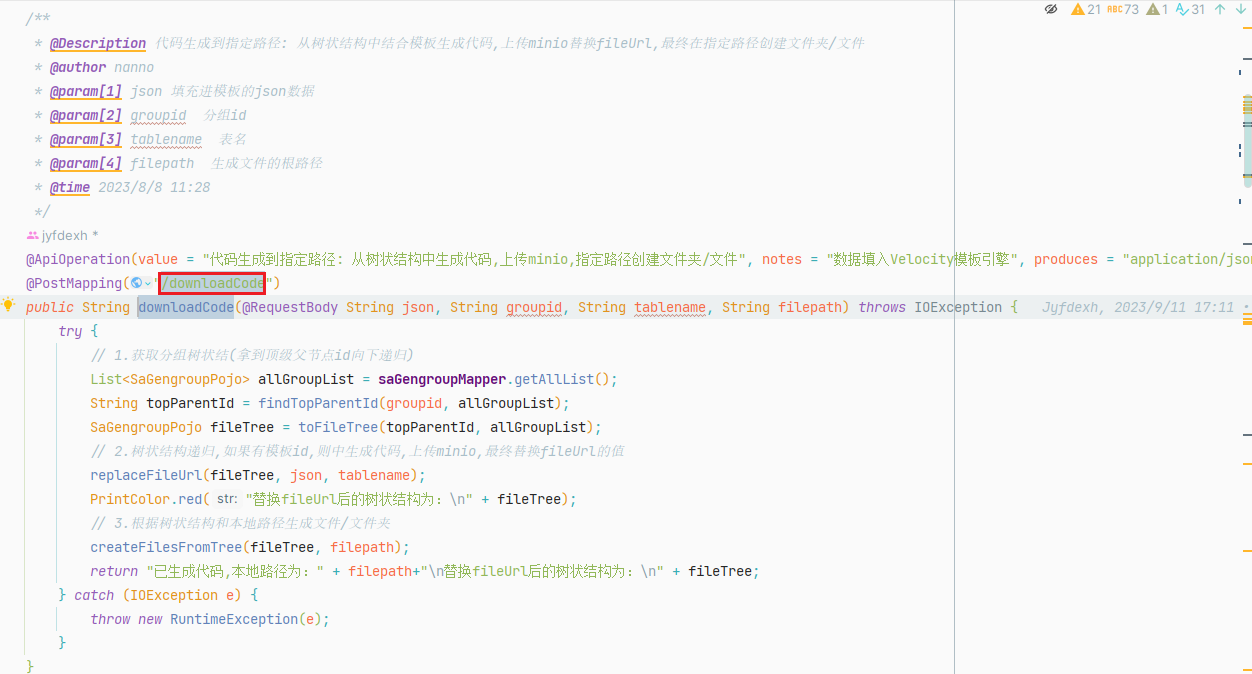 21 ABC 73 1 31
/**
 * @Description 代码生成到指定路径: 从树状结构中结合模板生成代码,上传minio替换fileUrl,最终在指定路径创建文件夹/文件
 * @author nanno
 * @param[1] json 填充进模板的json数据
 * @param[2] groupid  分组id
 * @param[3] tablename  表名
 * @param[4] filepath  生成文件的根路径
 * @time 2023/8/8 11:28
 */
jyfdexh *
@ApiOperation(value = "代码生成到指定路径: 从树状结构中生成代码,上传minio,指定路径创建文件夹/文件", notes = "数据填入Velocity模板引擎", produces = "application/jso
@PostMapping("/downloadCode")
public String downloadCode(@RequestBody String json, String groupid, String tablename, String filepath) throws IOException {   Jyfdexh, 2023/9/11 17:11 ·
    try {
        // 1.获取分组树状结(拿到顶级父节点id向下递归)
        List<SaGengroupPojo> allGroupList = saGengroupMapper.getAllList();
        String topParentId = findTopParentId(groupid, allGroupList);
        SaGengroupPojo fileTree = toFileTree(topParentId, allGroupList);
        // 2.树状结构递归,如果有模板id,则中生成代码,上传minio,最终替换fileUrl的值
        replaceFileUrl(fileTree, json, tablename);
        PrintColor.red( str: "替换fileUrl后的树状结构为：\n" + fileTree);
        // 3.根据树状结构和本地路径生成文件/文件夹
        createFilesFromTree(fileTree, filepath);
        return "已生成代码,本地路径为：" + filepath+"\n替换fileUrl后的树状结构为：\n" + fileTree;
    } catch (IOException e) {
        throw new RuntimeException(e);
    }
}